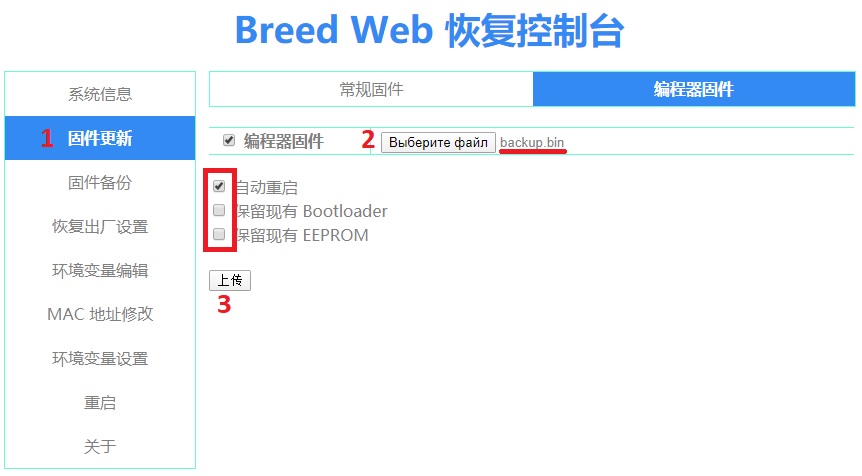 Breed Web 恢复控制台
系统信息
1 固件更新
固件备份
恢复出厂设置
环境变量编辑
MAC 地址修改
环境变量设置
重启
关于
常规固件 编程器固件
编程器固件 2 Выберите файл backup.bin
自动重启
保留现有 Bootloader
保留现有 EEPROM
上传
3